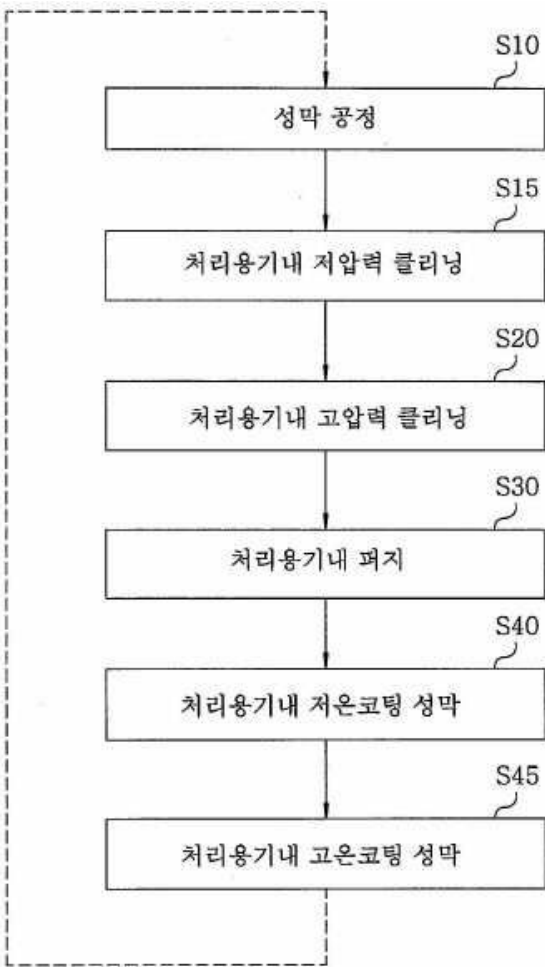 S10
성막 공정
S15
처리용기내 저압력 클리닝
S20
처리용기내 고압력 클리닝
S30
처리용기내 퍼지
S40
처리용기내 저온코팅 성막
S45
처리용기내 고온코팅 성막